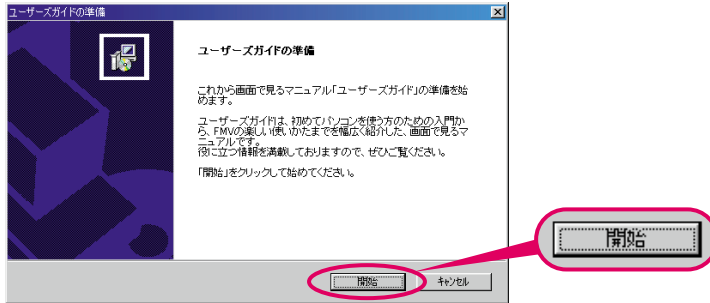 ユーザーズガイドの準備
ユーザーズガイドの準備
これから画面で見るマニュアル「ユーザーズガイド」の準備を始
めます。
ユーザーズガイドは、初めてパソコンを使う方のための入門か
ら、FMVの楽しい使いかたまでを幅広く紹介した、画面で見るマ
ニュアルです。
役に立つ情報を満載しておりますので、ぜひご覧ください。
「開始」をクリックして始めてください。
開始
キャンセル
開始